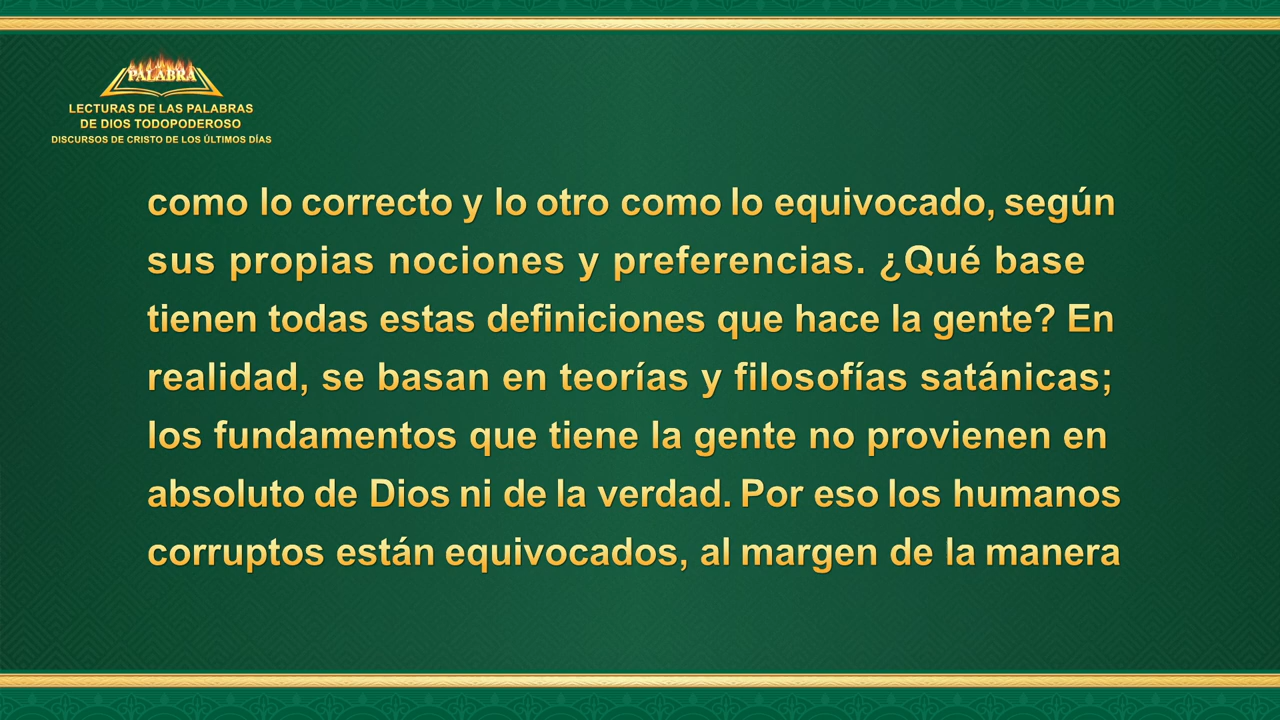 PALABRA
LECTURAS DE LAS PALABRAS
DE DIOS TODOPODEROSO
DISCURSOS DE CRISTO DE LOS ÚLTIMOS DÍAS
como lo correcto y lo otro como lo equivocado, según
sus propias nociones y preferencias. ¿Qué base
tienen todas estas definiciones que hace la gente? En
realidad, se basan en teorías y filosofías satánicas;
los fundamentos que tiene la gente no provienen en
absoluto de Dios ni de la verdad. Por eso los humanos
corruptos están equivocados, al margen de la manera